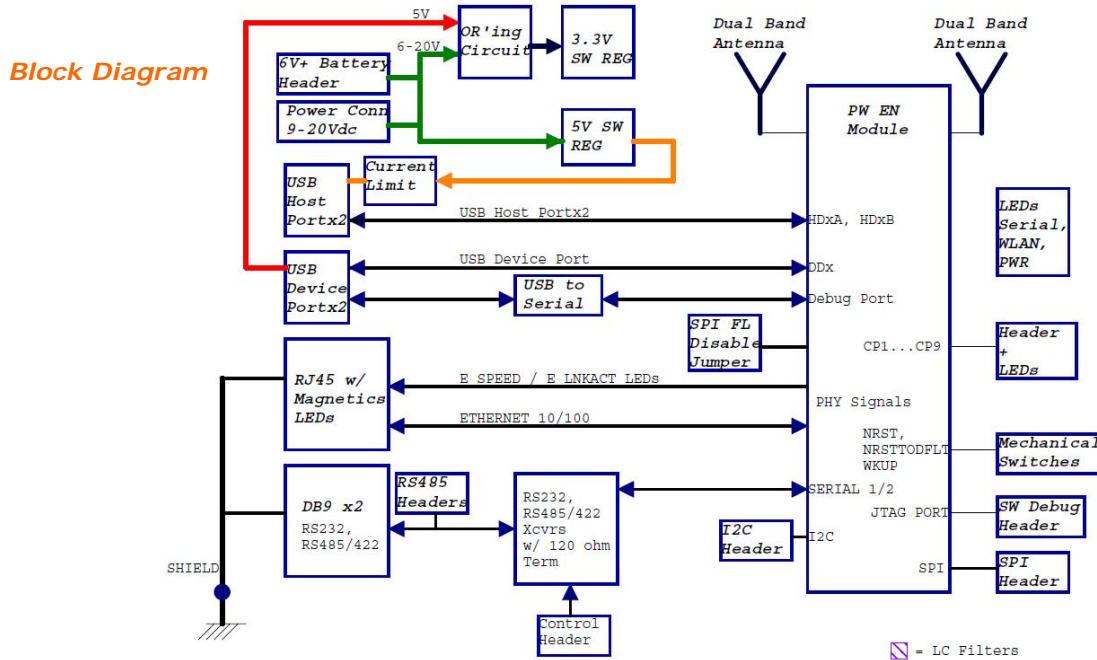 Block Diagram
5V
6-20V
OR'ing
Circuit
3.3V
SW REG
6V+ Battery
Header
Power Conn
9-20Vdc
5V SW
REG
Current
Limit
USB
Host
Portx2
USB Host Portx2
USB
Device
Portx2
USB Device Port
USB to
Serial
Dual Band
Antenna
Dual Band
Antenna
PW EN
Module
HDxA, HDxB
DDx
Debug Port
LEDs
Serial,
WLAN,
PWR
SPI FL
Disable
Jumper
CP1...CP9
Header
+
LEDs
RJ45 w/
Magnetics
LEDs
E SPEED / E LNKACT LEDs
ETHERNET 10/100
PHY Signals
NRST,
NRSTTODFLT
WKUP
Mechanical
Switches
DB9 x2
RS232,
RS485/422
RS485
Headers
RS232,
RS485/422
Xcvrs
w/ 120 ohm
Term
SERIAL 1/2
JTAG PORT
SW Debug
Header
I2C
Header
I2C
SPI
SPI
Header
SHIELD
Control
Header
= LC Filters